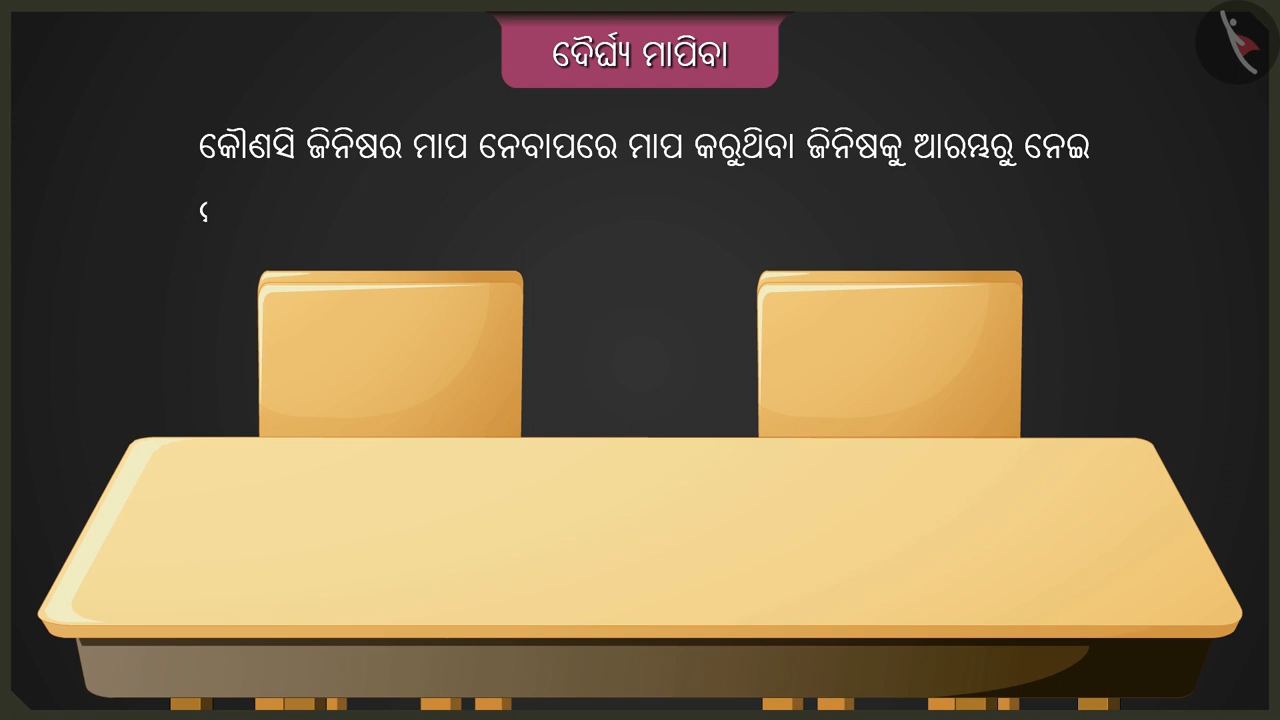 ଦୈର୍ଘ୍ୟ ମାପିବା
କୌଣସି ଜିନିଷର ମାପ ନେବାପରେ ମାପ କରୁଥିବା ଜିନିଷକୁ ଆରମ୍ଭରୁ ନେଇ